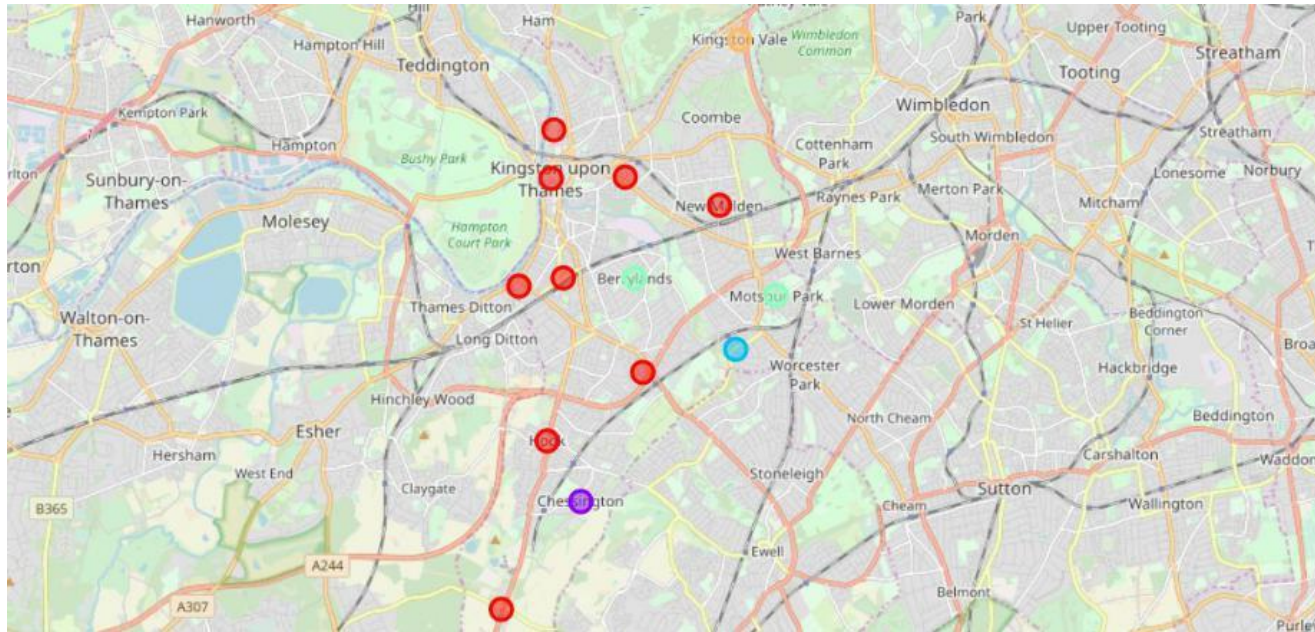 Hanworth
Hill
Ham
Park
Upper Tooting
Hampton Hill
Kingston Vale
Wimbledon
Common
Streatham
Teddington
Tooting
Kempton Park
Wimbledon
Coombe
Hampton
South Wimbledon
Streatham
Bushy Park
Cottenham
Park
Kingston upon
Thames
Lonesome
Norbury
Sunbury-on-
Thames
Merton Park
Raynes Park
New Malden
Mitcham
Molesey
Hampton
Court Park
Morden
West Barnes
Berrylands
Motspur Park
Thames Ditton
Lower Morden
Walton-on-
Thames
St Helier
Beddington
Corner
Long Ditton
Worcester
Park
Hackbridge
Hinchley Wood
North Cheam
Beddington
Esher
Hook
Hersham
Carshalton
West End
Stoneleigh
Claygate
Sutton
Chessington
Wallington
B365
Cheam
Ewell
A244
Belmont
A307